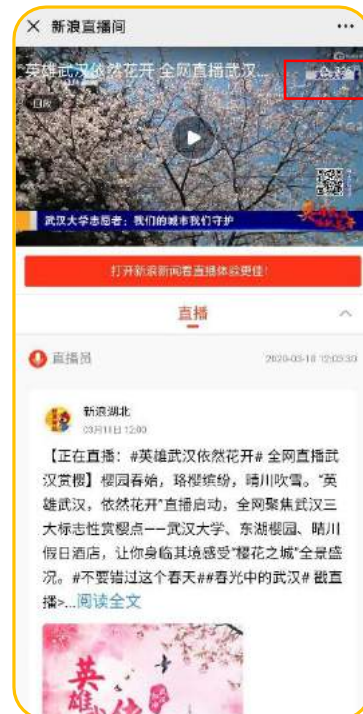 新浪直播间
英雄武汉依然花开 全网直播武汉...
回放
武汉大学志愿者：我们的城市我们守护
打开新浪新闻看直播体验更佳！
直播
直播员
2020-03-18 12:03:30
新浪湖北
03月11日 12:00
【正在直播：#英雄武汉依然花开# 全网直播武
汉赏樱】樱园春始，珞樱缤纷，晴川吹雪。“英
雄武汉，依然花开”直播启动，全网聚焦武汉三
大标志性赏樱点——武汉大学、东湖樱园、晴川
假日酒店，让你身临其境感受“樱花之城”全景盛
况。#不要错过这个春天##春光中的武汉# 戳直
播>...阅读全文
英
雄